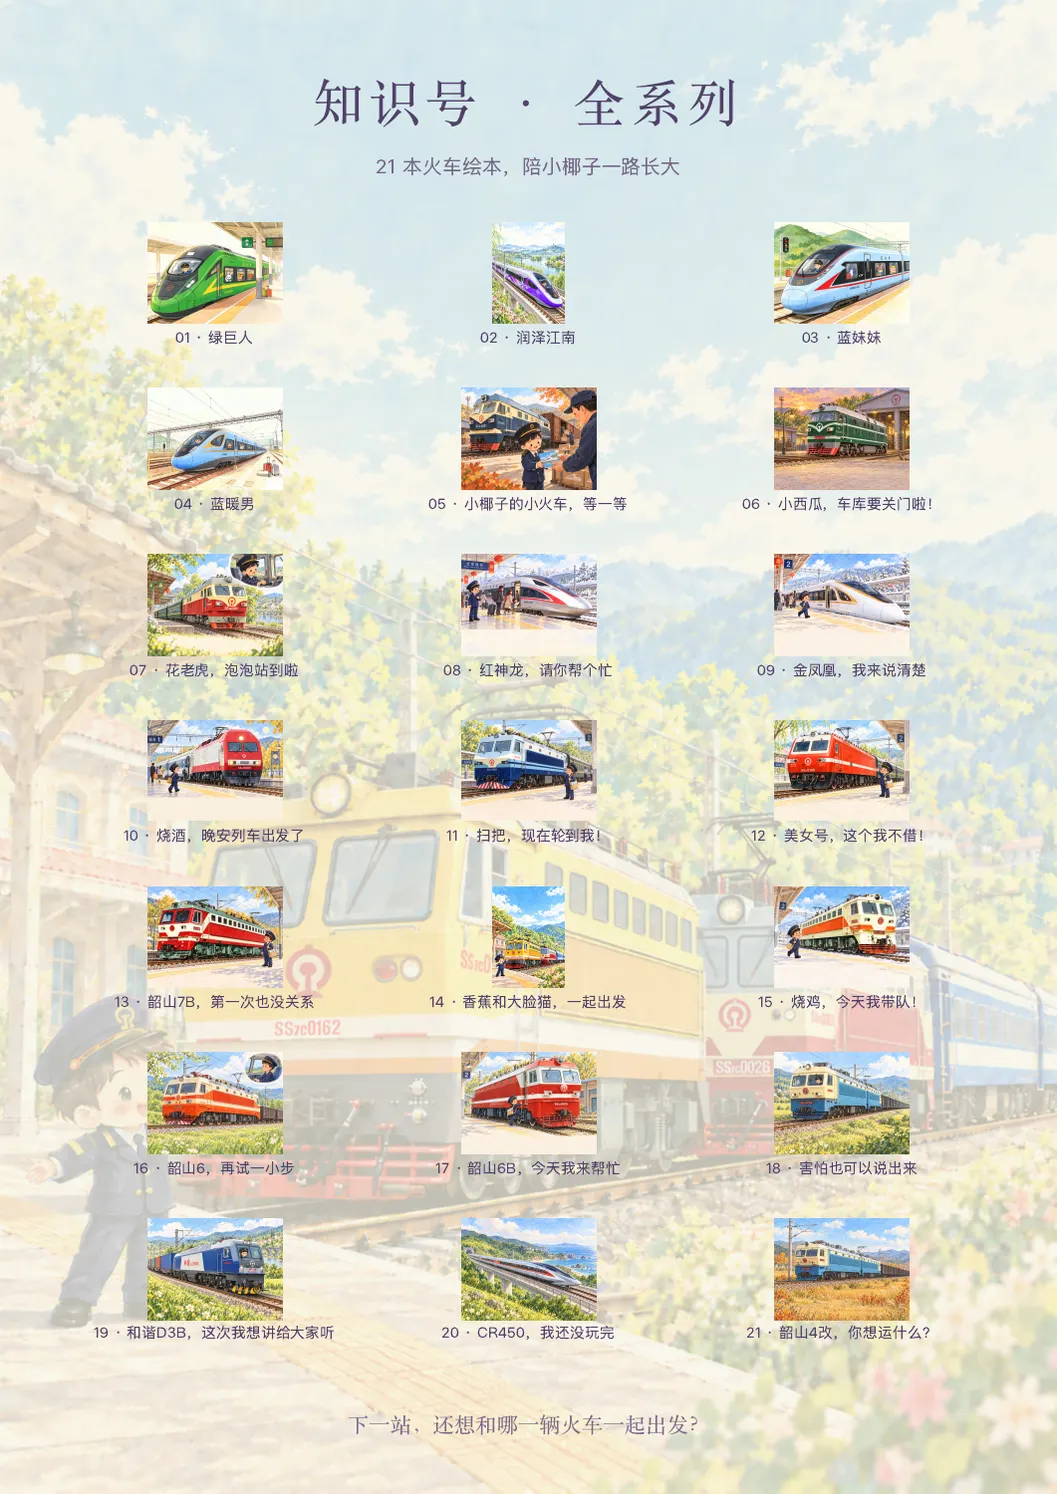 知识号 · 全系列
21 本火车绘本，陪小椰子一路长大
01 · 绿巨人
02 · 润泽江南
03 · 蓝妹妹
04 · 蓝暖男
05 · 小椰子的小火车，等一等
06 · 小西瓜，车库要关门啦！
07 · 花老虎，泡泡站到啦
08 · 红神龙，请你帮个忙
09 · 金凤凰，我来说清楚
10 · 烧酒，晚安列车出发了
11 · 扫把，现在轮到我！
12 · 美女号，这个我不借！
13 · 韶山7B，第一次也没关系
14 · 香蕉和大脸猫，一起出发
15 · 烧鸡，今天我带队！
SS7C0162
SS7C0026
16 · 韶山6，再试一小步
17 · 韶山6B，今天我来帮忙
18 · 害怕也可以说出来
19 · 和谐D3B，这次我想讲给大家听
20 · CR450，我还没玩完
21 · 韶山4改，你想运什么?
下一站，还想和哪一辆火车一起出发?